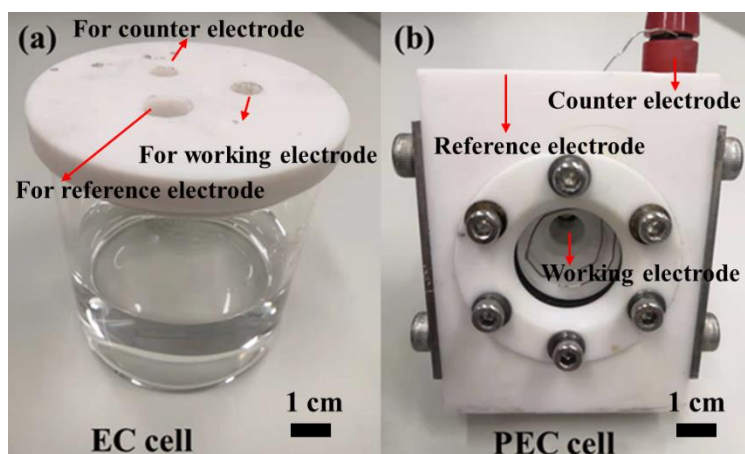 (a)
For counter electrode
For working electrode
For reference electrode
1 cm
EC cell
(b)
Counter electrode
Reference electrode
Working electrode
1 cm
PEC cell